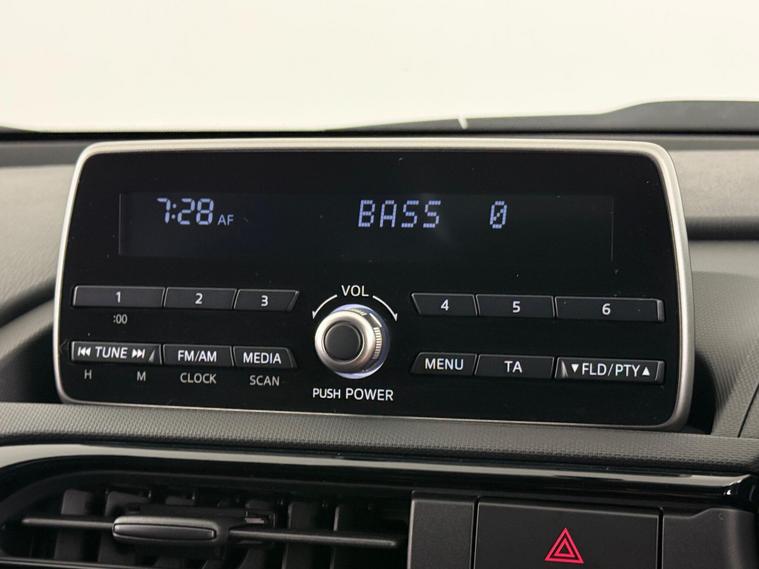 7:28 AF BASS 0
VOL
1 2 3 4 5 6
:00
⏮ TUNE ⏭ FM/AM MEDIA MENU TA ▼FLD/PTY▲
H M CLOCK SCAN
PUSH POWER